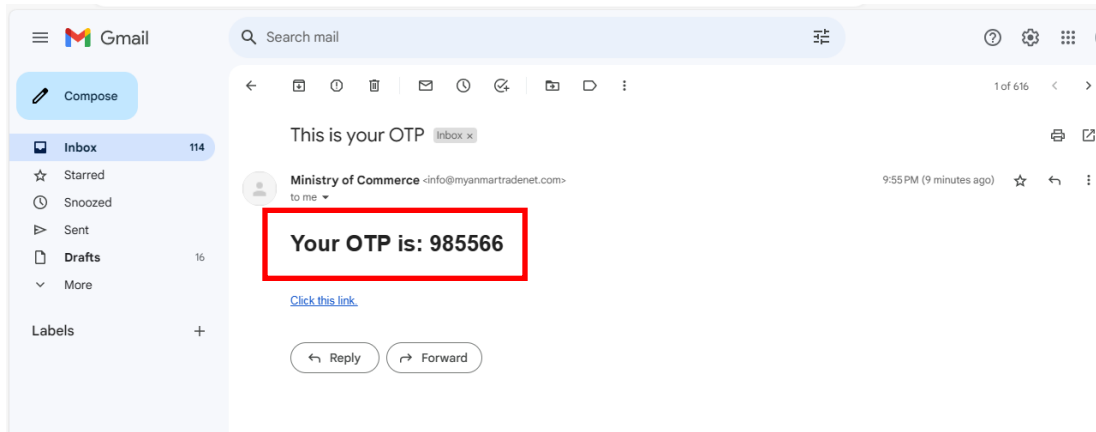 Gmail
Search mail
Compose
1 of 616
Inbox 114
This is your OTP Inbox ×
Starred
Ministry of Commerce <info@myanmartradenet.com> 9:55 PM (9 minutes ago)
Snoozed
to me
Sent
Your OTP is: 985566
Drafts 16
More
Click this link.
Labels
Reply Forward